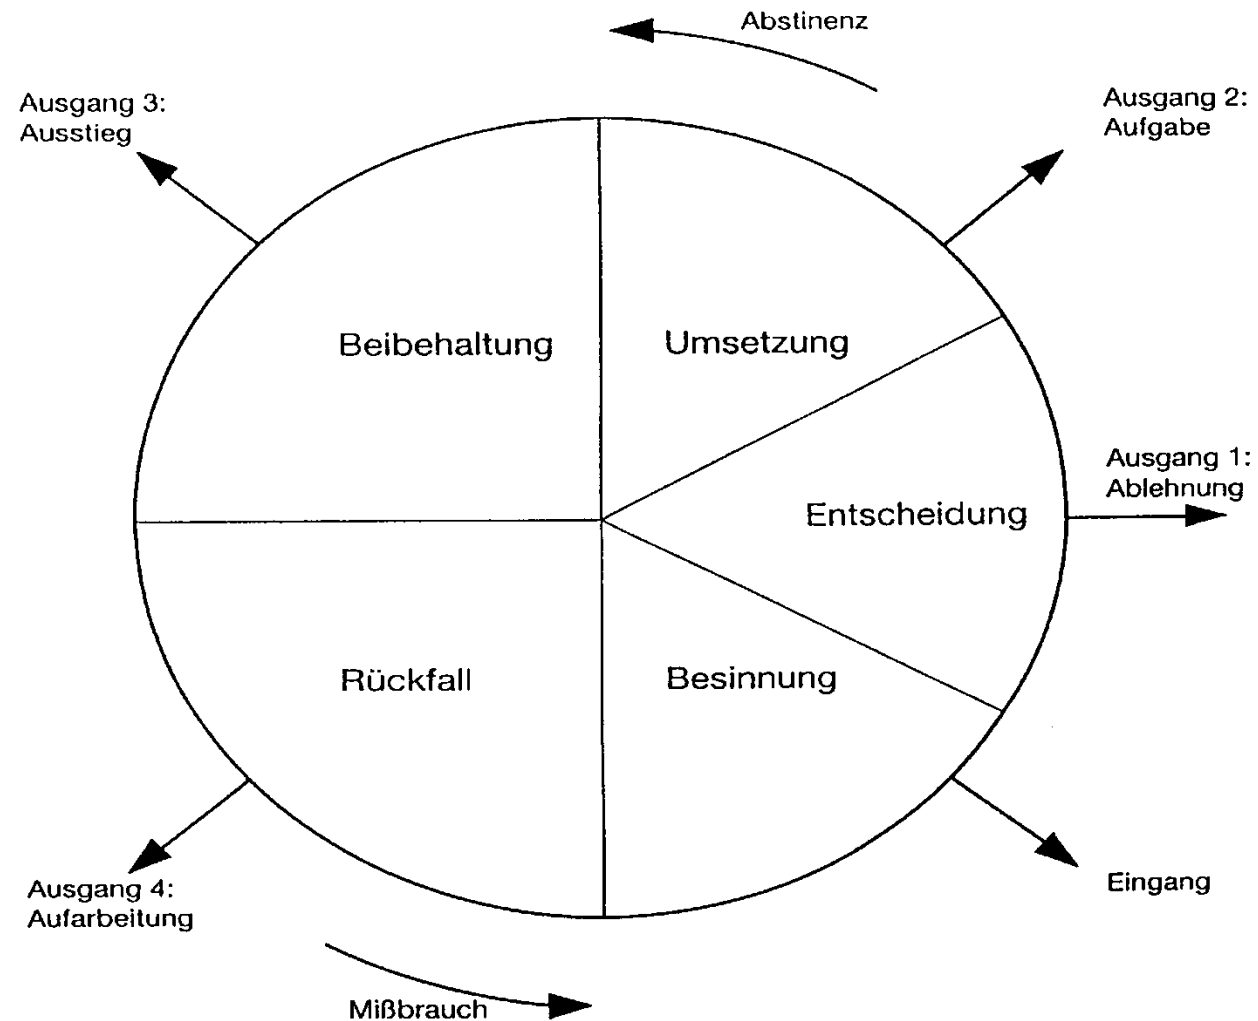 Abstinenz
Ausgang 3:
Ausstieg
Ausgang 2:
Aufgabe
Beibehaltung
Umsetzung
Ausgang 1:
Ablehnung
Entscheidung
Rückfall
Besinnung
Ausgang 4:
Aufarbeitung
Eingang
Mißbrauch